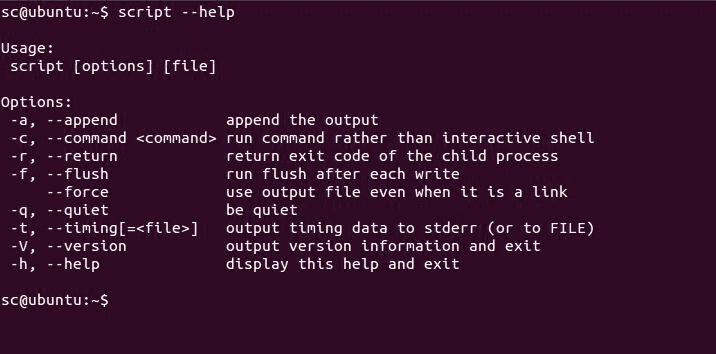 sc@ubuntu:~$ script --help
Usage:
script [options] [file]
Options:
-a, --append            append the output
-c, --command <command> run command rather than interactive shell
-r, --return            return exit code of the child process
-f, --flush             run flush after each write
    --force             use output file even when it is a link
-q, --quiet             be quiet
-t, --timing[=<file>]   output timing data to stderr (or to FILE)
-V, --version           output version information and exit
-h, --help              display this help and exit
sc@ubuntu:~$